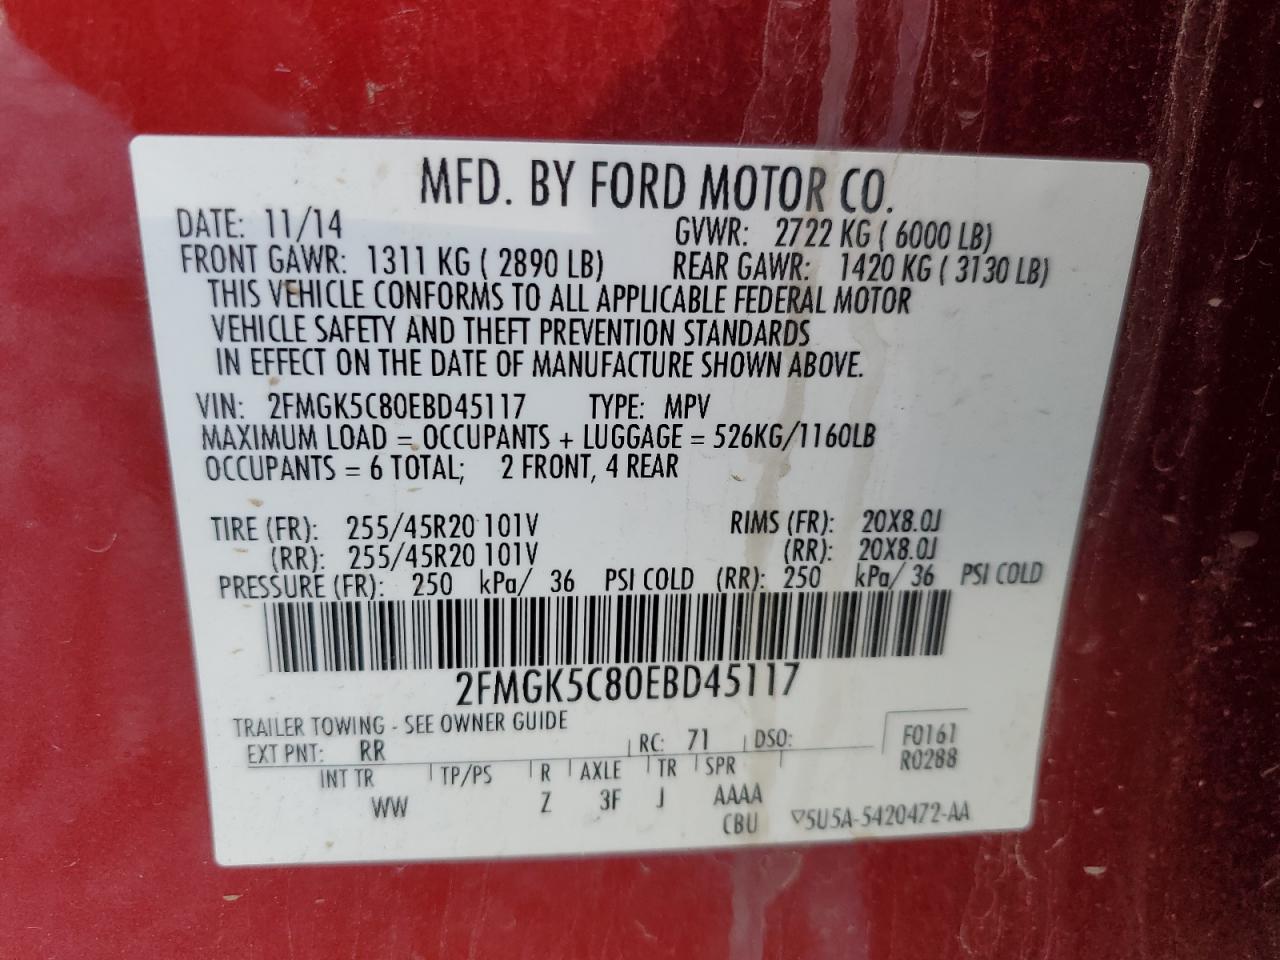 MFD. BY FORD MOTOR CO.
DATE: 11/14 GVWR: 2722 KG ( 6000 LB)
FRONT GAWR: 1311 KG ( 2890 LB) REAR GAWR: 1420 KG ( 3130 LB)
THIS VEHICLE CONFORMS TO ALL APPLICABLE FEDERAL MOTOR
VEHICLE SAFETY AND THEFT PREVENTION STANDARDS
IN EFFECT ON THE DATE OF MANUFACTURE SHOWN ABOVE.
VIN: 2FMGK5C80EBD45117 TYPE: MPV
MAXIMUM LOAD = OCCUPANTS + LUGGAGE = 526KG/1160LB
OCCUPANTS = 6 TOTAL; 2 FRONT, 4 REAR
TIRE (FR): 255/45R20 101V RIMS (FR): 20X8.0J
(RR): 255/45R20 101V (RR): 20X8.0J
PRESSURE (FR): 250 kPa/ 36 PSI COLD (RR): 250 kPa/ 36 PSI COLD
2FMGK5C80EBD45117
TRAILER TOWING - SEE OWNER GUIDE
EXT PNT: RR RC: 71 DSO: F0161
R0288
INT TR TP/PS R AXLE TR SPR
WW Z 3F J AAAA
CBU ▽5U5A-5420472-AA